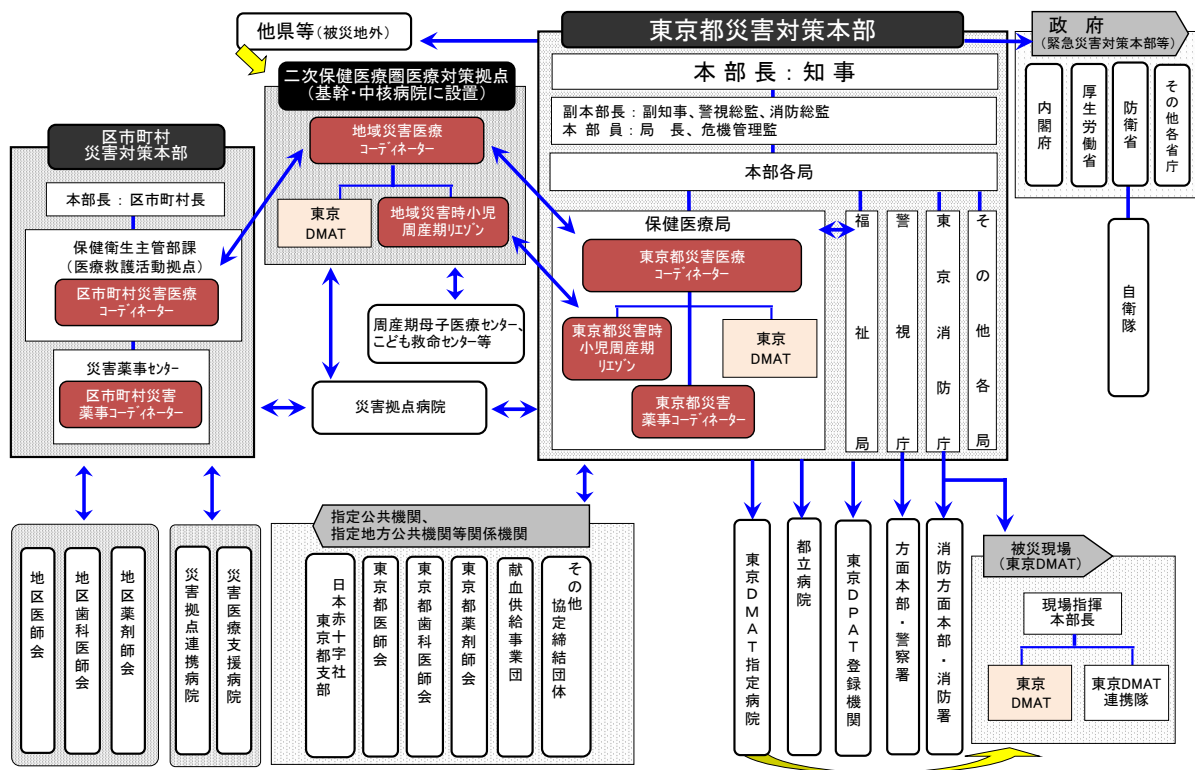 他県等(被災地外)
東京都災害対策本部
政府
(緊急災害対策本部等)
内閣府
厚生労働省
防衛省
その他各省庁
自衛隊
本部長：知事
副本部長：副知事、警視総監、消防総監
本部員：局長、危機管理監
本部各局
保健医療局
東京都災害医療
コーディネーター
東京都災害時
小児周産期
リエゾン
東京
DMAT
東京都災害
薬事コーディネーター
福祉局
警視庁
東京消防庁
その他各局
二次保健医療圏医療対策拠点
(基幹・中核病院に設置)
地域災害医療
コーディネーター
東京
DMAT
地域災害時小児
周産期リエゾン
周産期母子医療センター、
こども救命センター等
災害拠点病院
区市町村
災害対策本部
本部長：区市町村長
保健衛生主管部課
(医療救護活動拠点)
区市町村災害医療
コーディネーター
災害薬事センター
区市町村災害
薬事コーディネーター
地区医師会
地区歯科医師会
地区薬剤師会
災害拠点連携病院
災害医療支援病院
指定公共機関、
指定地方公共機関等関係機関
日本赤十字社
東京都支部
東京都医師会
東京都歯科医師会
東京都薬剤師会
献血供給事業団
その他
協定締結団体
東京DMAT指定病院
都立病院
東京DPAT登録機関
方面本部・警察署
消防方面本部・消防署
被災現場
(東京DMAT)
現場指揮
本部長
東京
DMAT
東京DMAT
連携隊